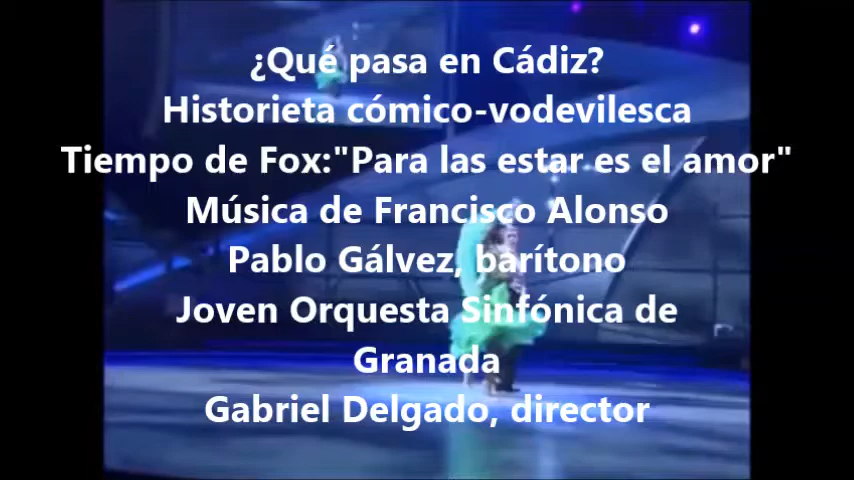 ¿Qué pasa en Cádiz?
Historieta cómico-vodevilesca
Tiempo de Fox:"Para las estar es el amor"
Música de Francisco Alonso
Pablo Gálvez, barítono
Joven Orquesta Sinfónica de
Granada
Gabriel Delgado, director